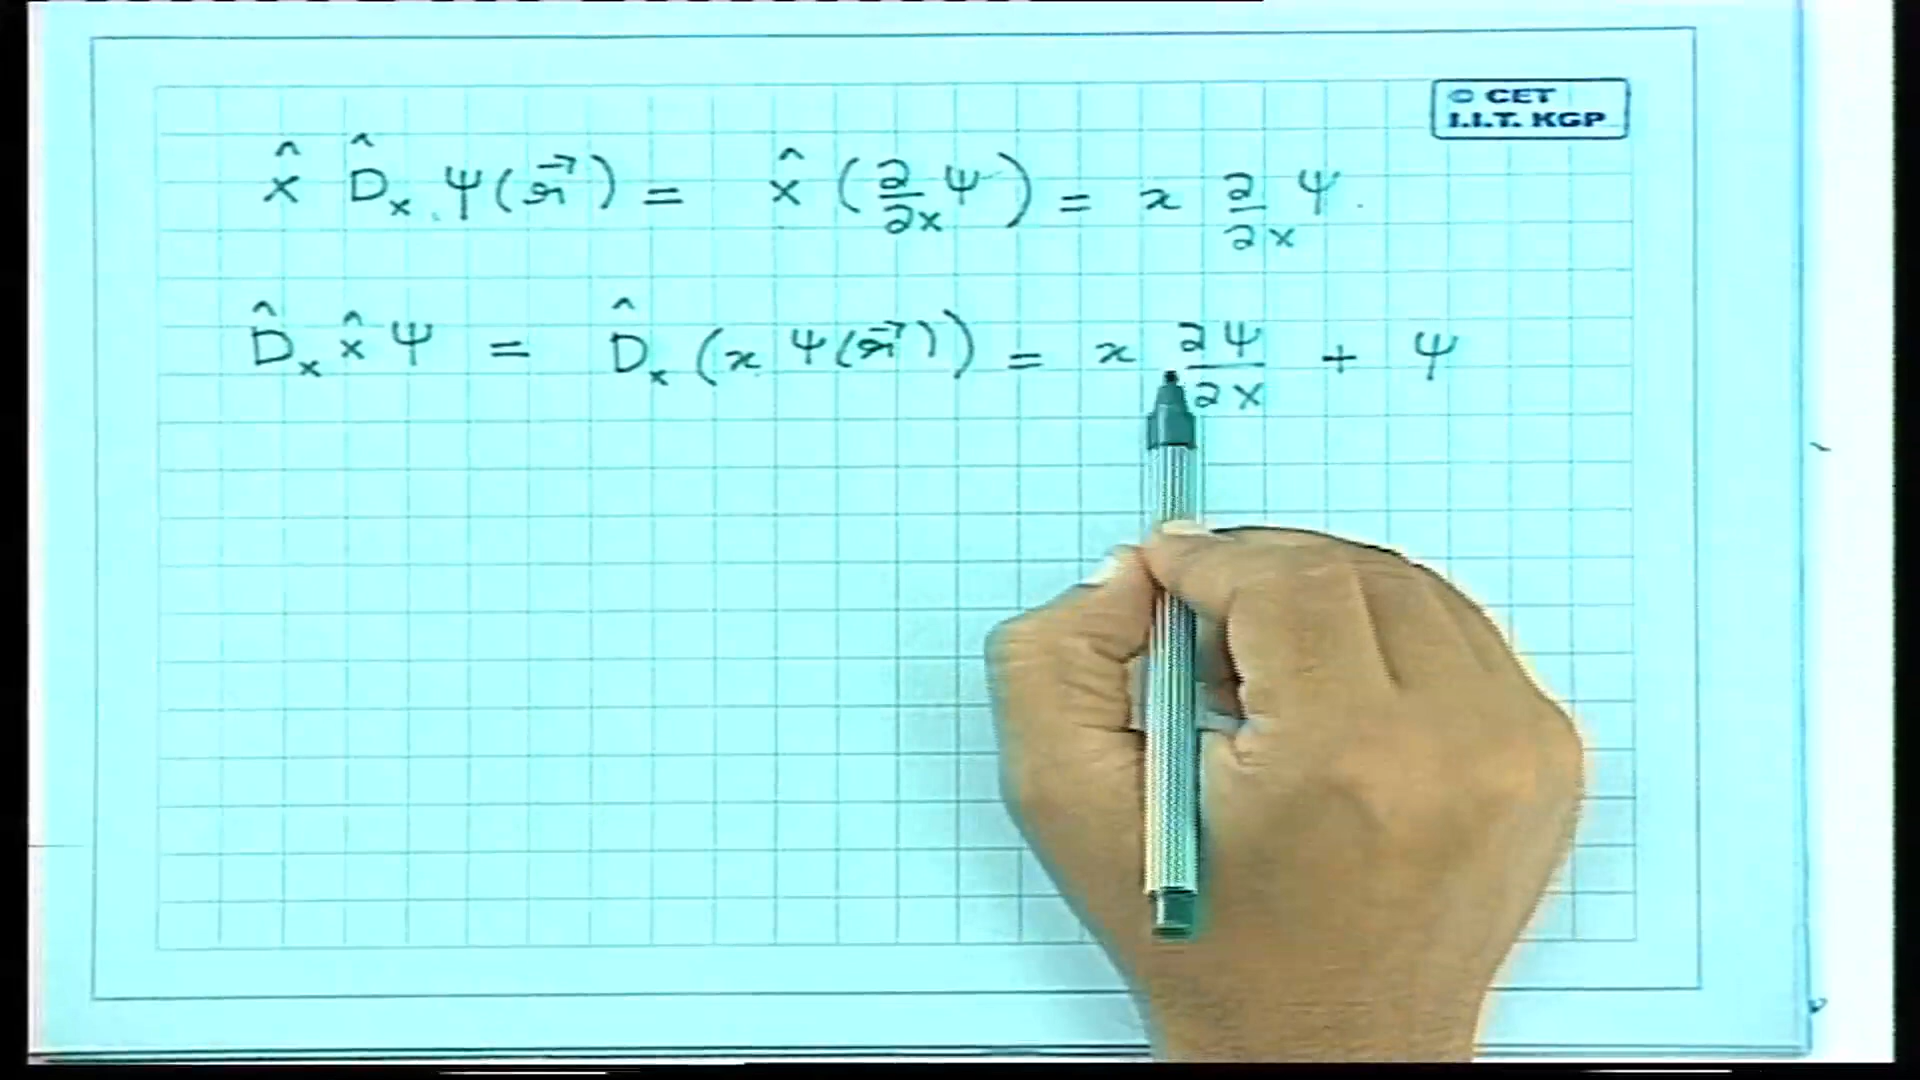 © CET
I.I.T. KGP
x̂ D̂ₓ ψ(r⃗) = x̂ (∂/∂x ψ) = x ∂/∂x ψ.
D̂ₓ x̂ ψ = D̂ₓ (x ψ(r⃗)) = x ∂ψ/∂x + ψ